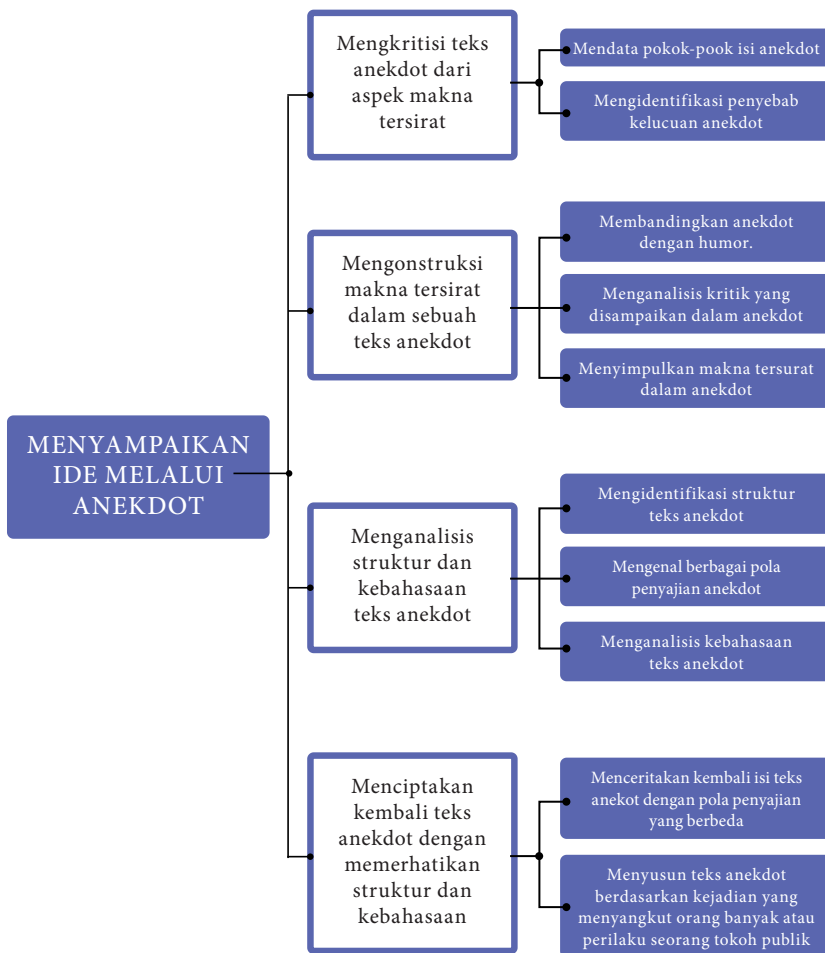 MENYAMPAIKAN
IDE MELALUI
ANEKDOT
Mengkritisi teks
anekdot dari
aspek makna
tersirat
Mendata pokok-pook isi anekdot
Mengidentifikasi penyebab
kelucuan anekdot
Mengonstruksi
makna tersirat
dalam sebuah
teks anekdot
Membandingkan anekdot
dengan humor.
Menganalisis kritik yang
disampaikan dalam anekdot
Menyimpulkan makna tersurat
dalam anekdot
Menganalisis
struktur dan
kebahasaan
teks anekdot
Mengidentifikasi struktur
teks anekdot
Mengenal berbagai pola
penyajian anekdot
Menganalisis kebahasaan
teks anekdot
Menciptakan
kembali teks
anekdot dengan
memerhatikan
struktur dan
kebahasaan
Menceritakan kembali isi teks
anekot dengan pola penyajian
yang berbeda
Menyusun teks anekdot
berdasarkan kejadian yang
menyangkut orang banyak atau
perilaku seorang tokoh publik